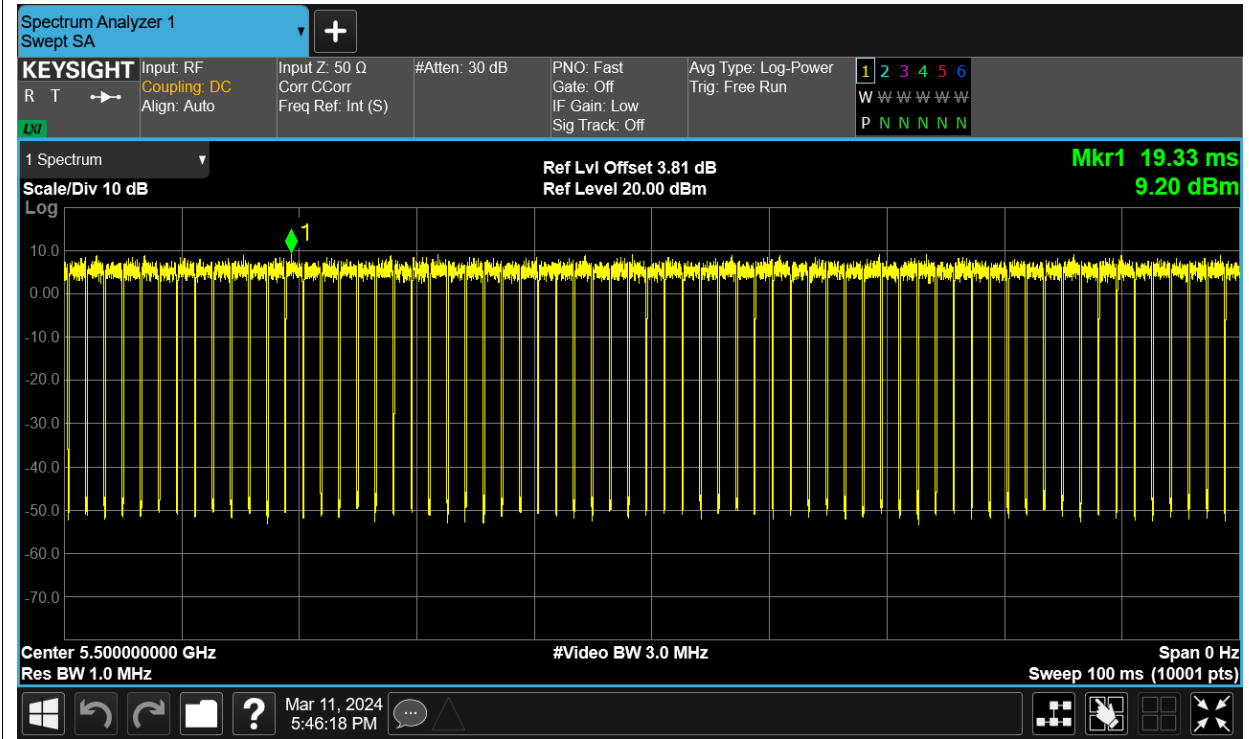 Spectrum Analyzer 1
Swept SA
KEYSIGHT
R T
LXI
Input: RF
Coupling: DC
Align: Auto
Input Z: 50 Ω
Corr CCorr
Freq Ref: Int (S)
#Atten: 30 dB
PNO: Fast
Gate: Off
IF Gain: Low
Sig Track: Off
Avg Type: Log-Power
Trig: Free Run
1 2 3 4 5 6
W W W W W W
P N N N N N
1 Spectrum
Scale/Div 10 dB
Log
Ref Lvl Offset 3.81 dB
Ref Level 20.00 dBm
Mkr1 19.33 ms
9.20 dBm
1
10.0
0.00
-10.0
-20.0
-30.0
-40.0
-50.0
-60.0
-70.0
Center 5.500000000 GHz
Res BW 1.0 MHz
#Video BW 3.0 MHz
Span 0 Hz
Sweep 100 ms (10001 pts)
?
Mar 11, 2024
5:46:18 PM